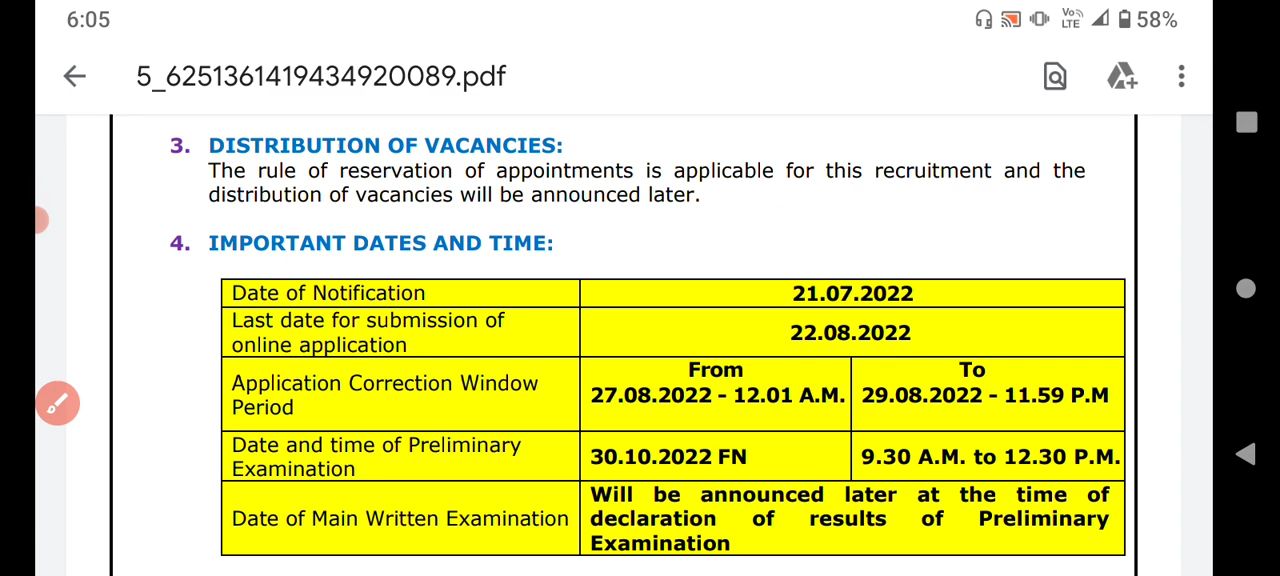 6:05
Vo
LTE
58%
5_6251361419434920089.pdf
3. DISTRIBUTION OF VACANCIES:
The rule of reservation of appointments is applicable for this recruitment and the
distribution of vacancies will be announced later.
4. IMPORTANT DATES AND TIME:
Date of Notification
21.07.2022
Last date for submission of
online application
22.08.2022
Application Correction Window
Period
From
27.08.2022 - 12.01 A.M.
To
29.08.2022 - 11.59 P.M
Date and time of Preliminary
Examination
30.10.2022 FN
9.30 A.M. to 12.30 P.M.
Date of Main Written Examination
Will be announced later at the time of
declaration of results of Preliminary
Examination